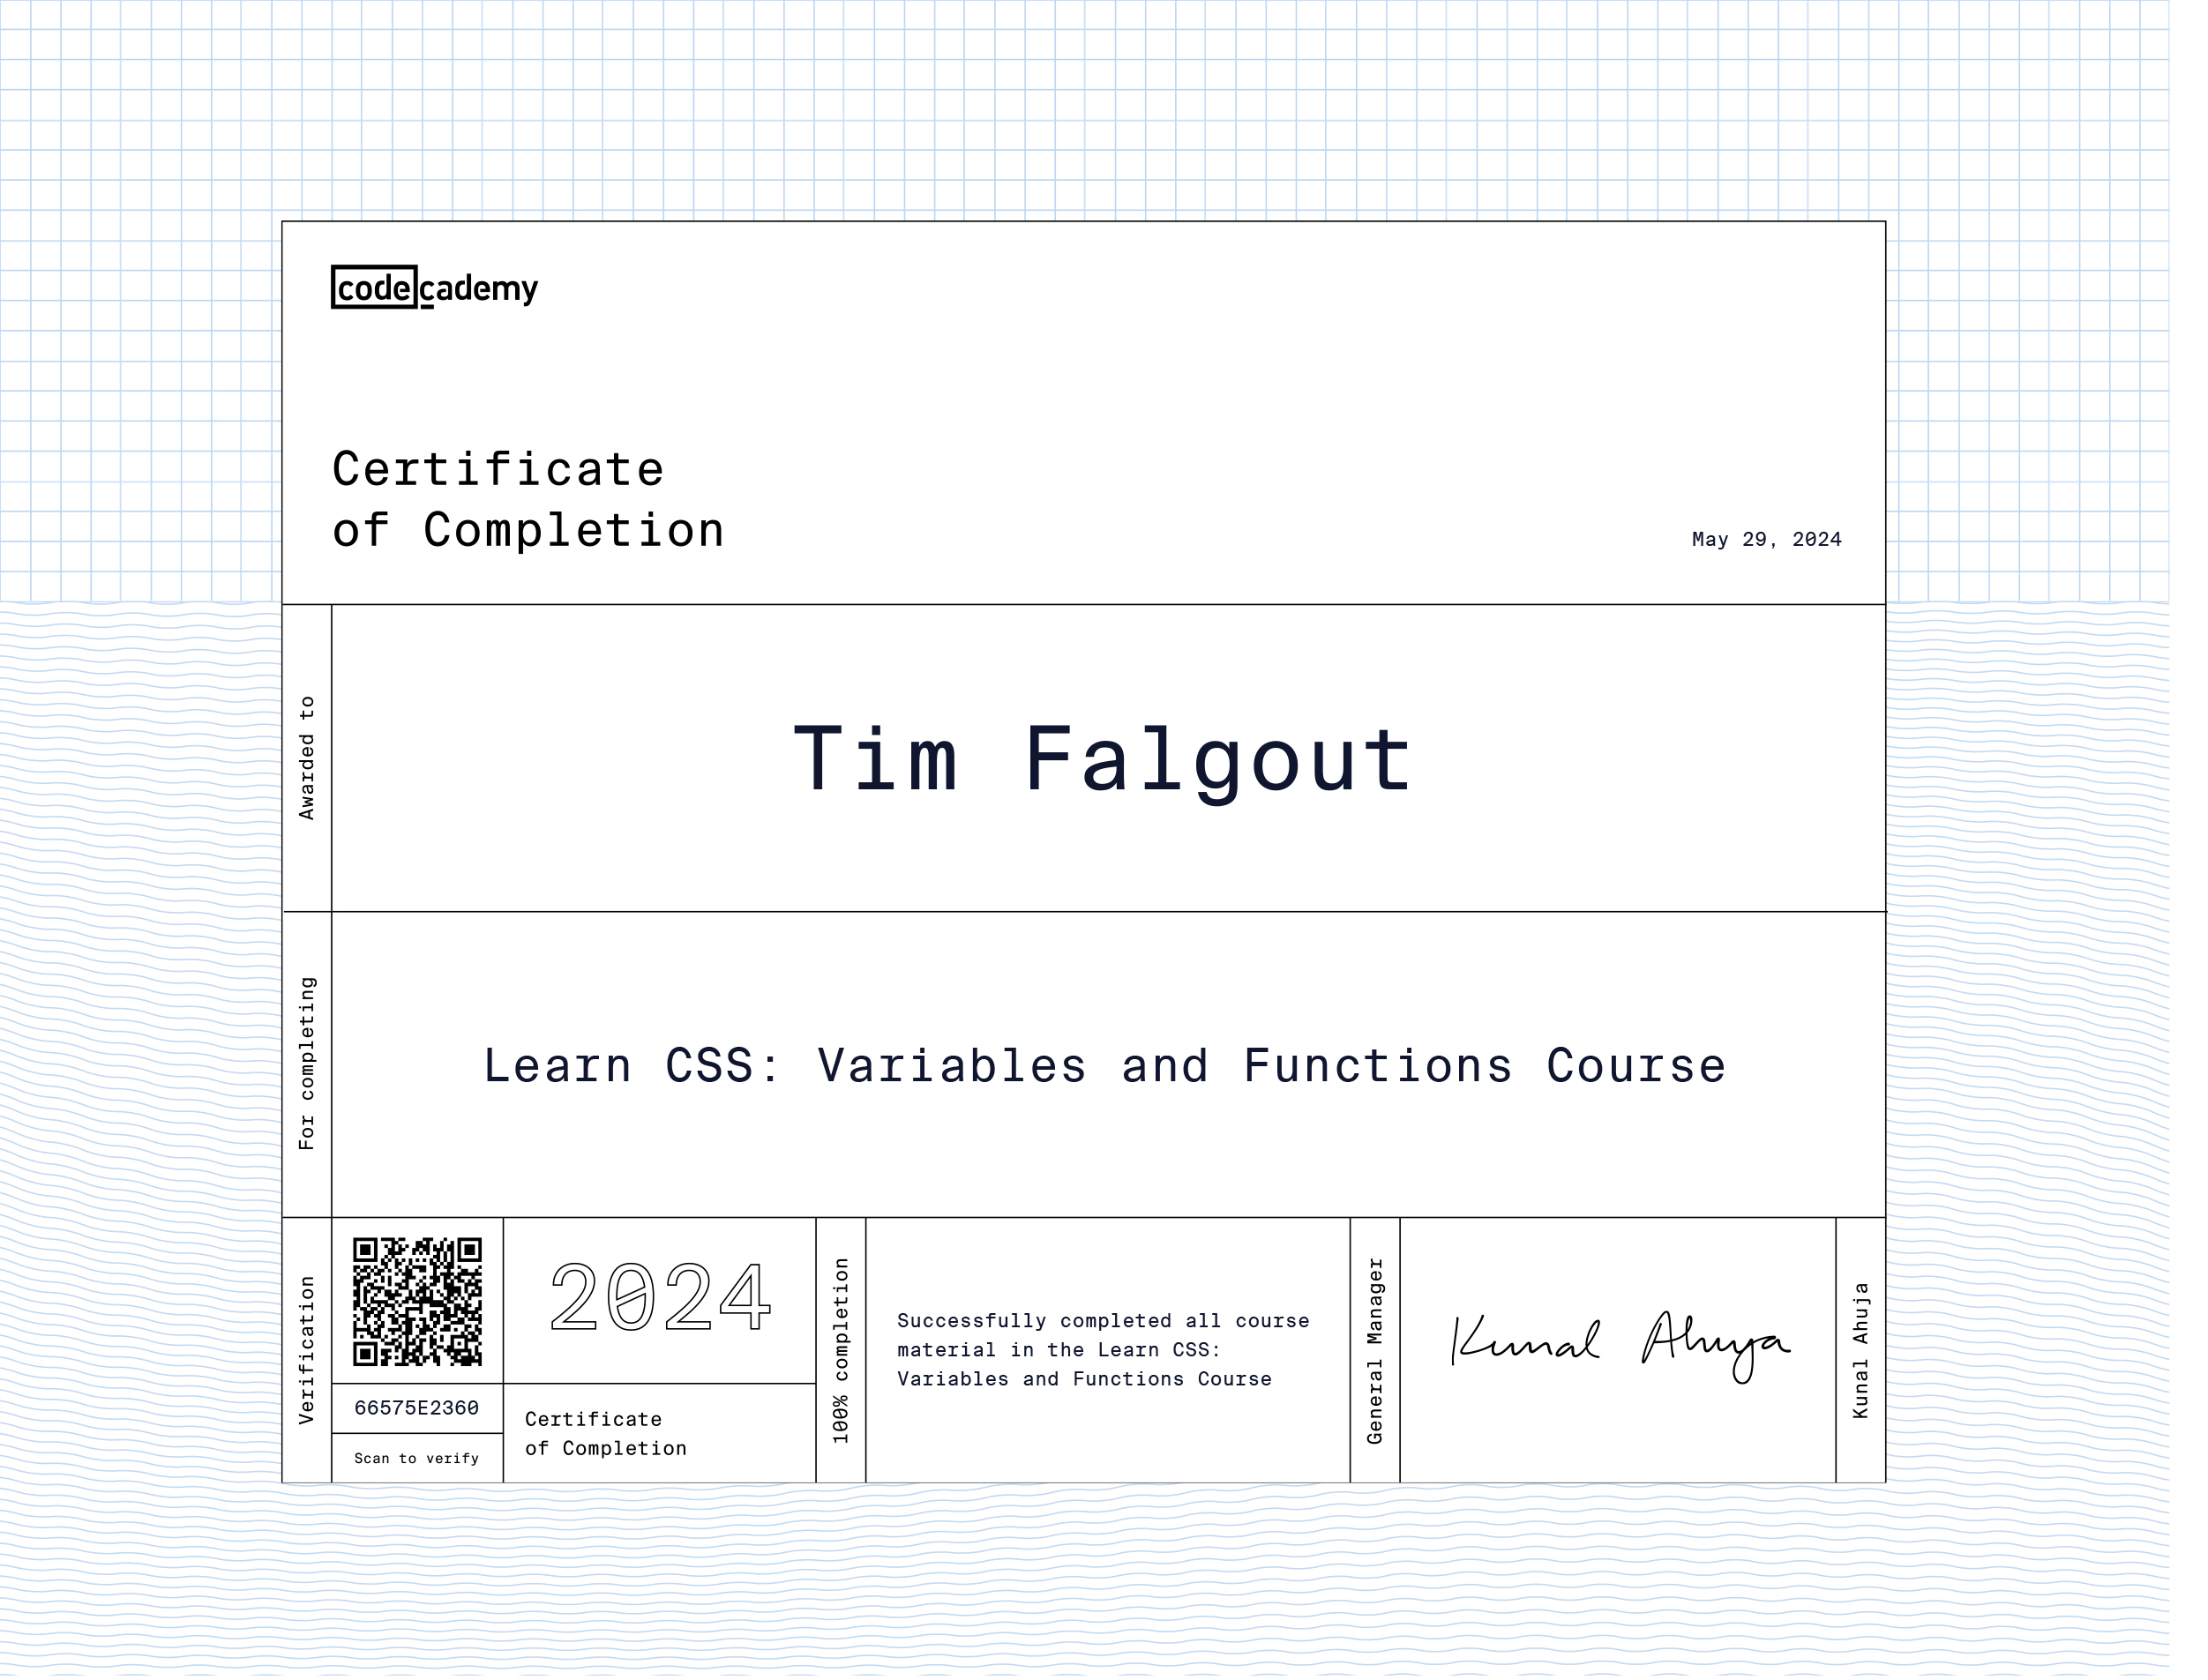 codecademy
Certificate
of Completion
May 29, 2024
Awarded to
Tim Falgout
For completing
Learn CSS: Variables and Functions Course
Verification
66575E2360
Scan to verify
2024
Certificate
of Completion
100% completion
Successfully completed all course
material in the Learn CSS:
Variables and Functions Course
General Manager
Kunal Ahuja
Kunal Ahuja